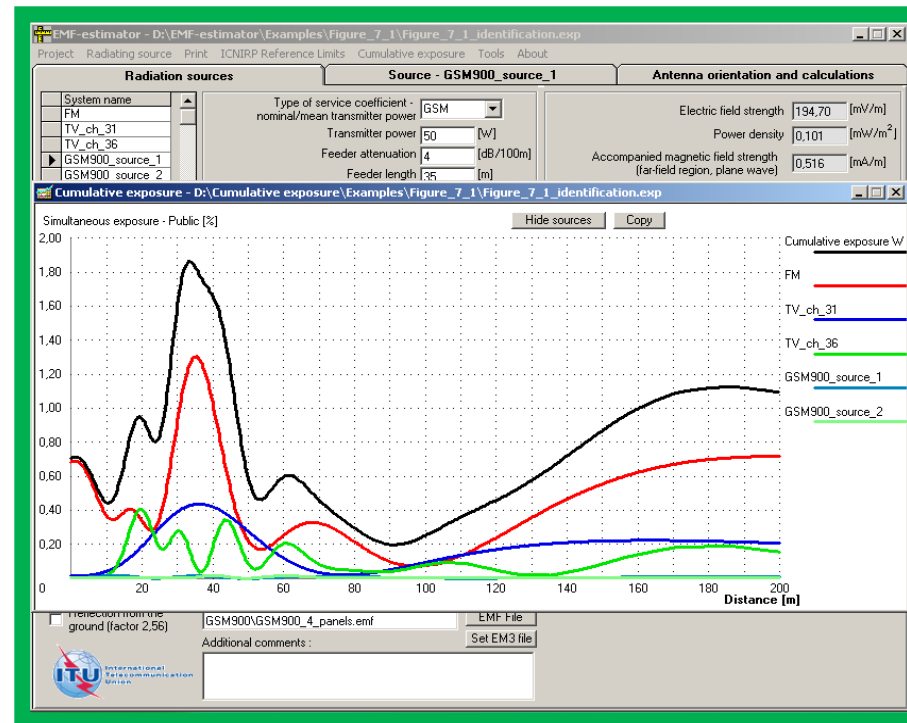 EMF-estimator - D:\EMF-estimator\Examples\Figure_7_1\Figure_7_1_identification.exp
Project Radiating source Print ICNIRP Reference Limits Cumulative exposure Tools About
Radiation sources Source - GSM900_source_1 Antenna orientation and calculations
System name
FM
TV_ch_31
TV_ch_36
GSM900_source_1
GSM900_source_2
Type of service coefficient -
nominal/mean transmitter power GSM
Transmitter power 50 [W]
Feeder attenuation 4 [dB/100m]
Feeder length 35 [m]
Electric field strength 194,70 [mV/m]
Power density 0,101 [mW/m²]
Accompanied magnetic field strength
(far-field region, plane wave) 0,516 [mA/m]
Cumulative exposure - D:\Cumulative exposure\Examples\Figure_7_1\Figure_7_1_identification.exp
Simultaneous exposure - Public [%]
Hide sources Copy
2,00
1,80
1,60
1,40
1,20
1,00
0,80
0,60
0,40
0,20
0 20 40 60 80 100 120 140 160 180 200
Distance [m]
Cumulative exposure W
FM
TV_ch_31
TV_ch_36
GSM900_source_1
GSM900_source_2
Reflection from the
ground (factor 2,56)
GSM900\GSM900_4_panels.emf EMF File
Additional comments : Set EM3 file
ITU International
Telecommunication
Union